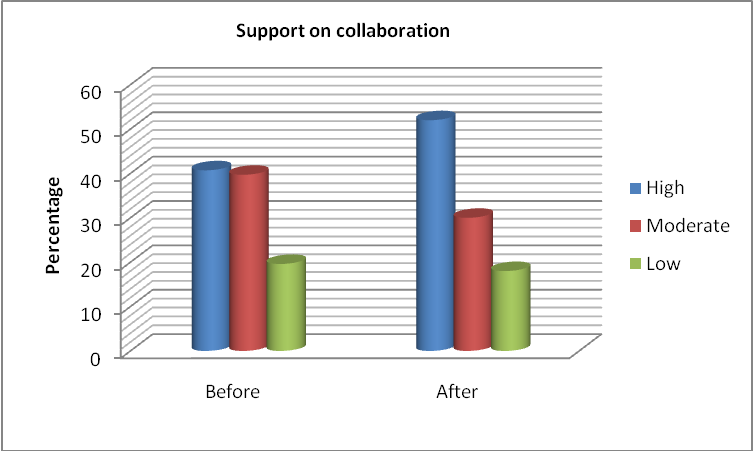 Support on collaboration
Percentage
60
50
40
30
20
10
0
Before
After
High
Moderate
Low